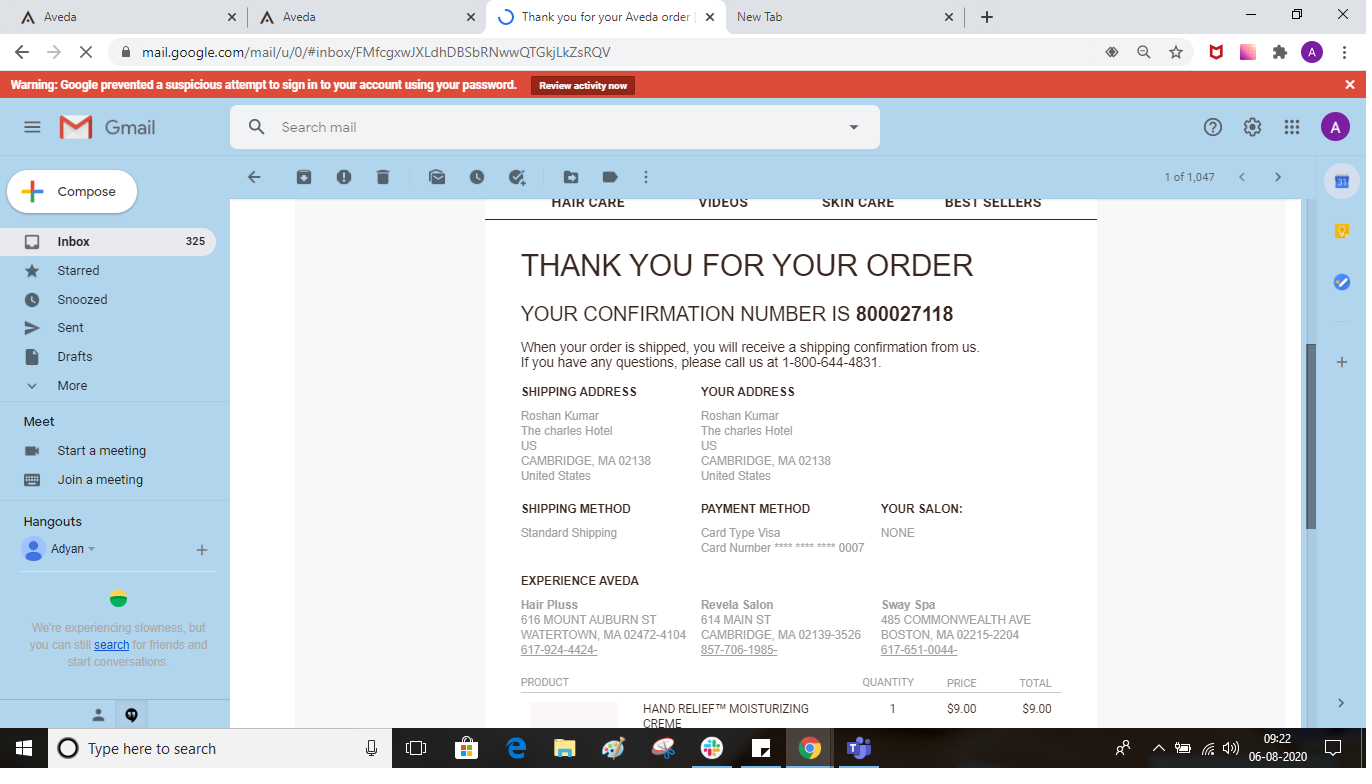 Aveda
Aveda
Thank you for your Aveda order |
New Tab
mail.google.com/mail/u/0/#inbox/FMfcgxwJXLdhDBSbRNwwQTGkjLkZsRQV
A
Warning: Google prevented a suspicious attempt to sign in to your account using your password.
Review activity now
Gmail
Search mail
A
Compose
1 of 1,047
31
Inbox 325
Starred
Snoozed
Sent
Drafts
More
Meet
Start a meeting
Join a meeting
Hangouts
Adyan
We're experiencing slowness, but
you can still search for friends and
start conversations.
HAIR CARE VIDEOS SKIN CARE BEST SELLERS
THANK YOU FOR YOUR ORDER
YOUR CONFIRMATION NUMBER IS 800027118
When your order is shipped, you will receive a shipping confirmation from us.
If you have any questions, please call us at 1-800-644-4831.
SHIPPING ADDRESS YOUR ADDRESS
Roshan Kumar Roshan Kumar
The charles Hotel The charles Hotel
US US
CAMBRIDGE, MA 02138 CAMBRIDGE, MA 02138
United States United States
SHIPPING METHOD PAYMENT METHOD YOUR SALON:
Standard Shipping Card Type Visa NONE
Card Number **** **** **** 0007
EXPERIENCE AVEDA
Hair Pluss Revela Salon Sway Spa
616 MOUNT AUBURN ST 614 MAIN ST 485 COMMONWEALTH AVE
WATERTOWN, MA 02472-4104 CAMBRIDGE, MA 02139-3526 BOSTON, MA 02215-2204
617-924-4424- 857-706-1985- 617-651-0044-
PRODUCT QUANTITY PRICE TOTAL
HAND RELIEF™ MOISTURIZING 1 $9.00 $9.00
CREME
Type here to search
09:22
06-08-2020